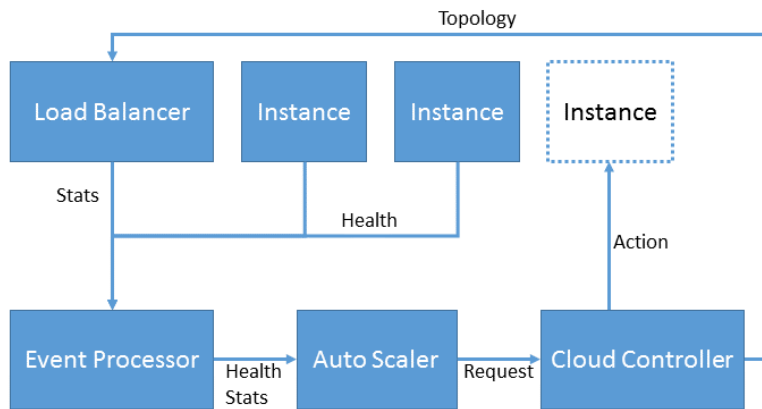 Topology
Load Balancer
Instance
Instance
Instance
Stats
Health
Action
Event Processor
Health
Stats
Auto Scaler
Request
Cloud Controller